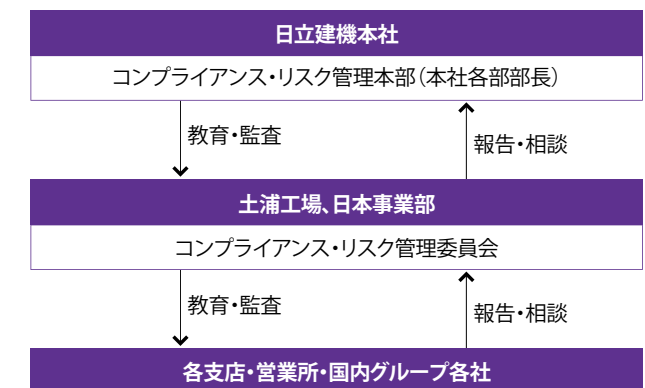 日立建機本社
コンプライアンス・リスク管理本部（本社各部部長）
教育・監査
報告・相談
土浦工場、日本事業部
コンプライアンス・リスク管理委員会
教育・監査
報告・相談
各支店・営業所・国内グループ各社